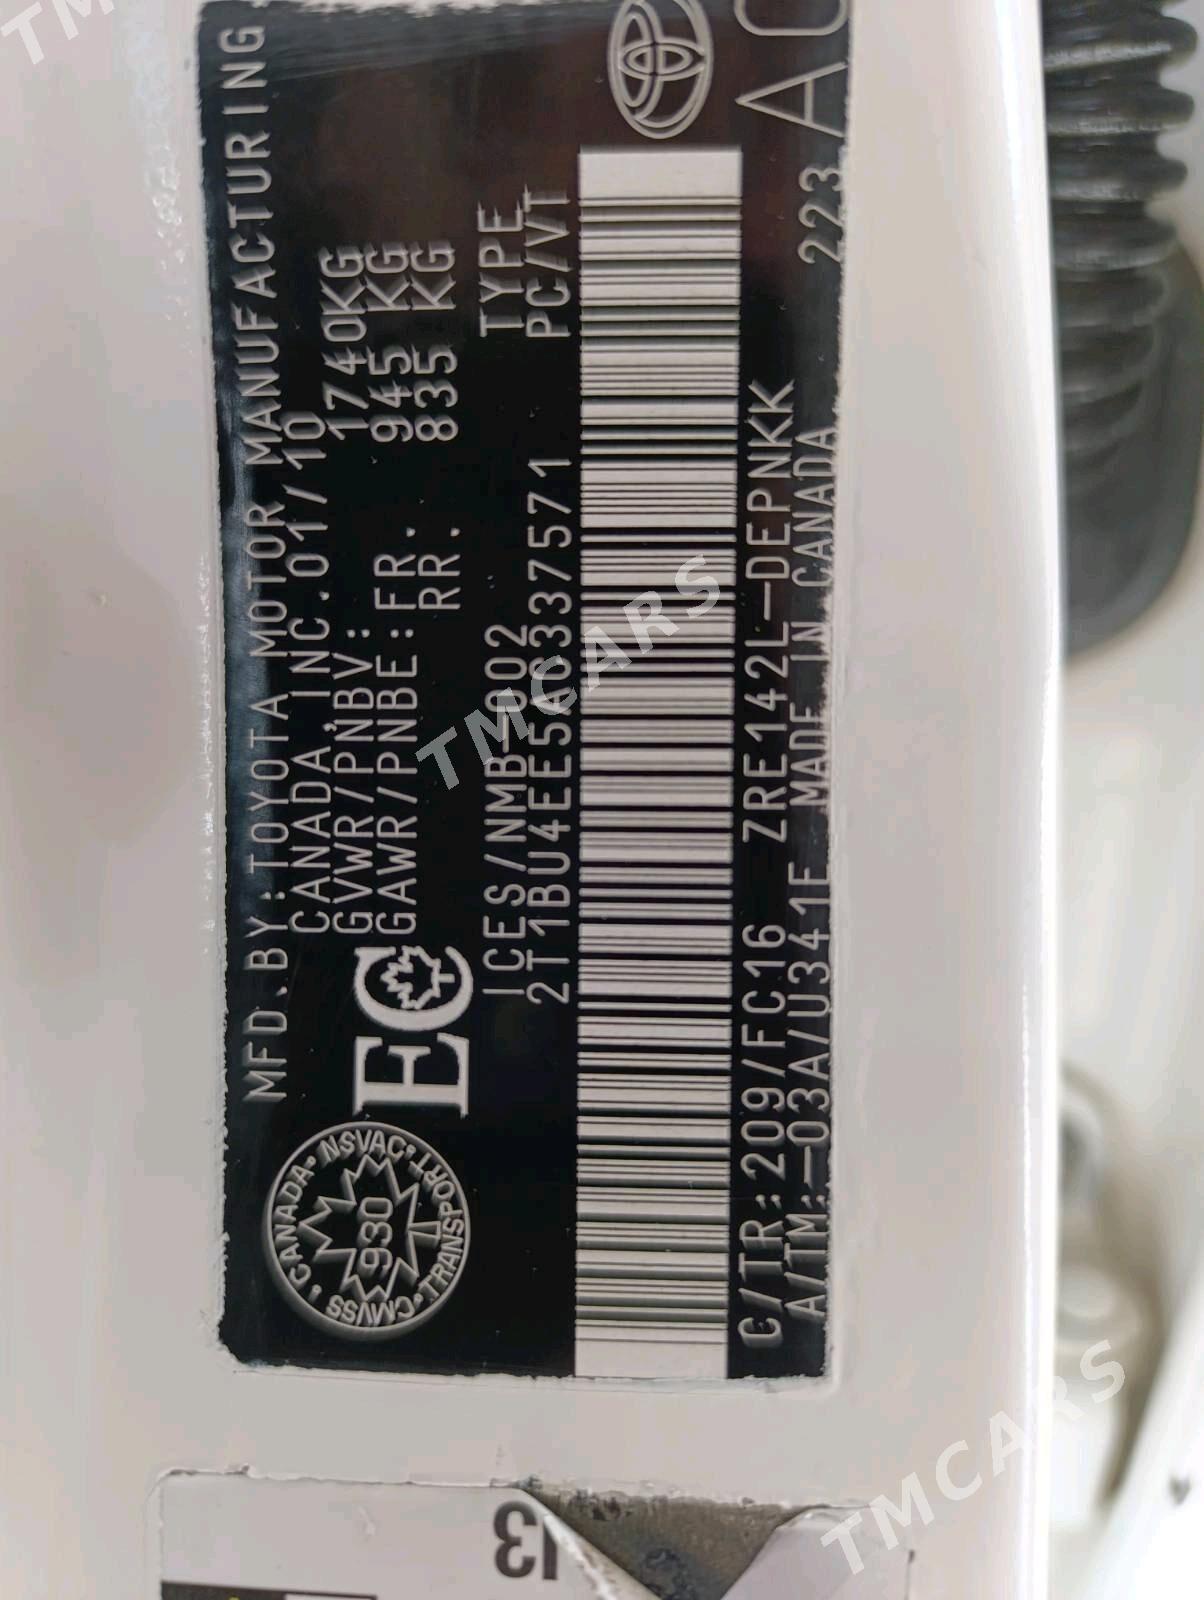 MFD. BY: TOYOTA MOTOR MANUFACTURING
CANADA, INC. 01/10
GVWR/PNBV: 1740KG
GAWR/PNBE: FR. 945 KG
RR. 835 KG
ICES/NMB-002 TYPE
2T1BU4EE5AC337571 PC/VT
C/TR: 209/FC16 ZRE142L-DEPNKK
A/TM: -03A/U341E MADE IN CANADA 223
AC
EC
CANADA • NSVAC • TRANSPORT • CMVSS •
930
TMCARS
TMCARS